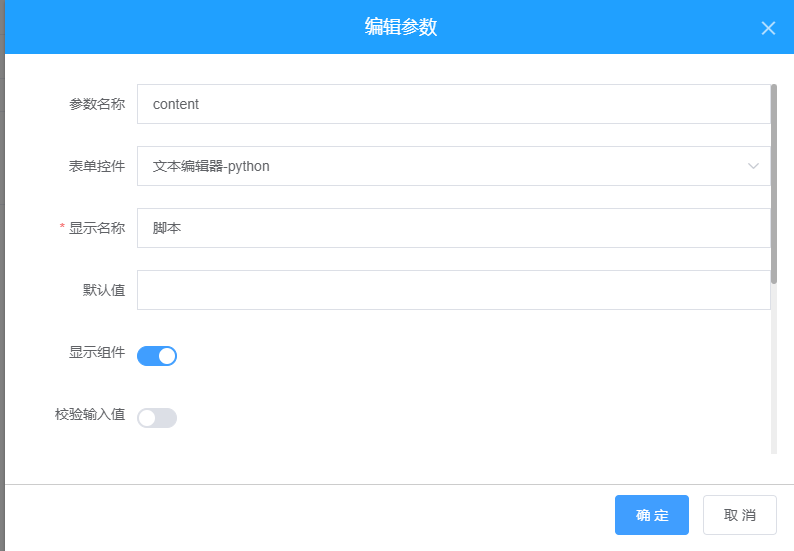 编辑参数
参数名称 content
表单控件 文本编辑器-python
* 显示名称 脚本
默认值
显示组件
校验输入值
确 定 取 消